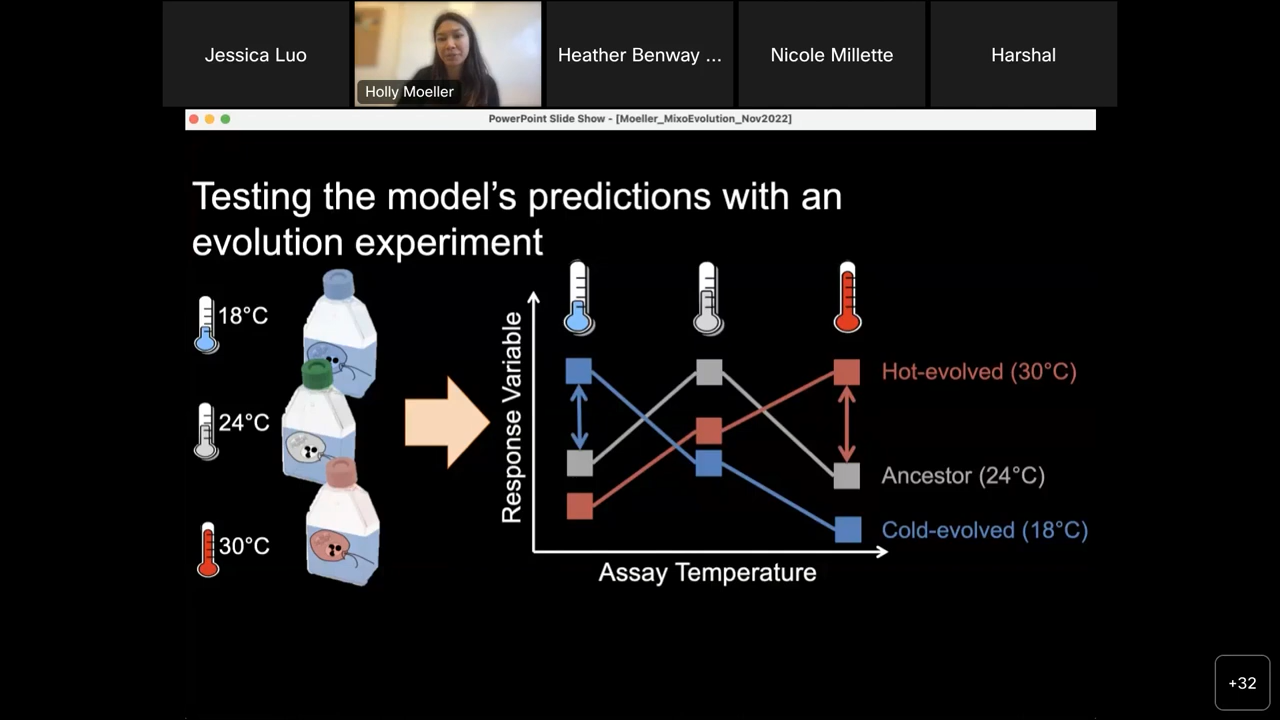 Jessica Luo
Holly Moeller
Heather Benway ...
Nicole Millette
Harshal
PowerPoint Slide Show - [Moeller_MixoEvolution_Nov2022]
Testing the model's predictions with an
evolution experiment
18°C
24°C
30°C
Response Variable
Hot-evolved (30°C)
Ancestor (24°C)
Cold-evolved (18°C)
Assay Temperature
+32